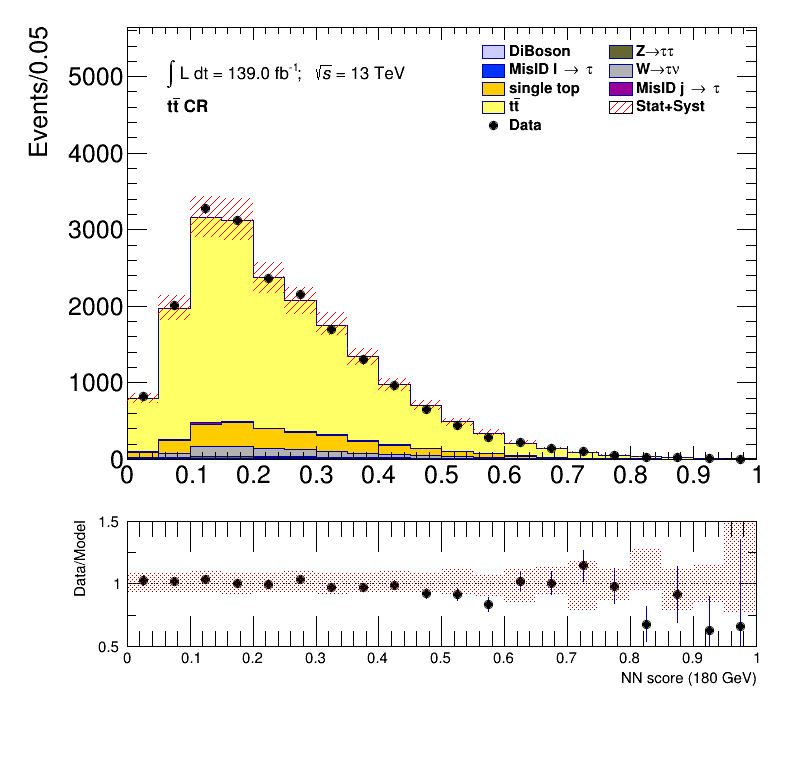 Events/0.05
5000
4000
3000
2000
1000
0
∫ L dt = 139.0 fb⁻¹; √s = 13 TeV
tt̄ CR
DiBoson
Z→ττ
MisID l → τ
W→τν
single top
MisID j → τ
tt̄
Stat+Syst
Data
0 0.1 0.2 0.3 0.4 0.5 0.6 0.7 0.8 0.9 1
Data/Model
1.5
1
0.5
0 0.1 0.2 0.3 0.4 0.5 0.6 0.7 0.8 0.9 1
NN score (180 GeV)